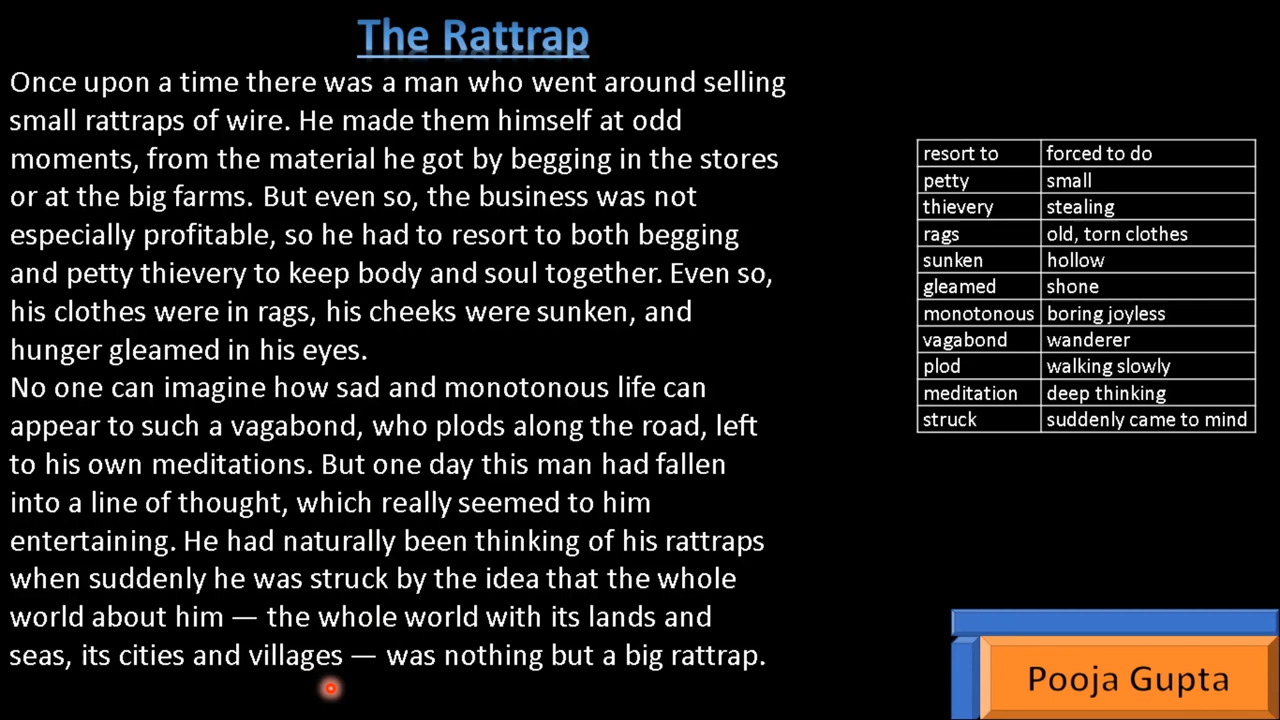 The Rattrap
Once upon a time there was a man who went around selling
small rattraps of wire. He made them himself at odd
moments, from the material he got by begging in the stores
or at the big farms. But even so, the business was not
especially profitable, so he had to resort to both begging
and petty thievery to keep body and soul together. Even so,
his clothes were in rags, his cheeks were sunken, and
hunger gleamed in his eyes.
No one can imagine how sad and monotonous life can
appear to such a vagabond, who plods along the road, left
to his own meditations. But one day this man had fallen
into a line of thought, which really seemed to him
entertaining. He had naturally been thinking of his rattraps
when suddenly he was struck by the idea that the whole
world about him — the whole world with its lands and
seas, its cities and villages — was nothing but a big rattrap.
resort to forced to do
petty small
thievery stealing
rags old, torn clothes
sunken hollow
gleamed shone
monotonous boring joyless
vagabond wanderer
plod walking slowly
meditation deep thinking
struck suddenly came to mind
Pooja Gupta